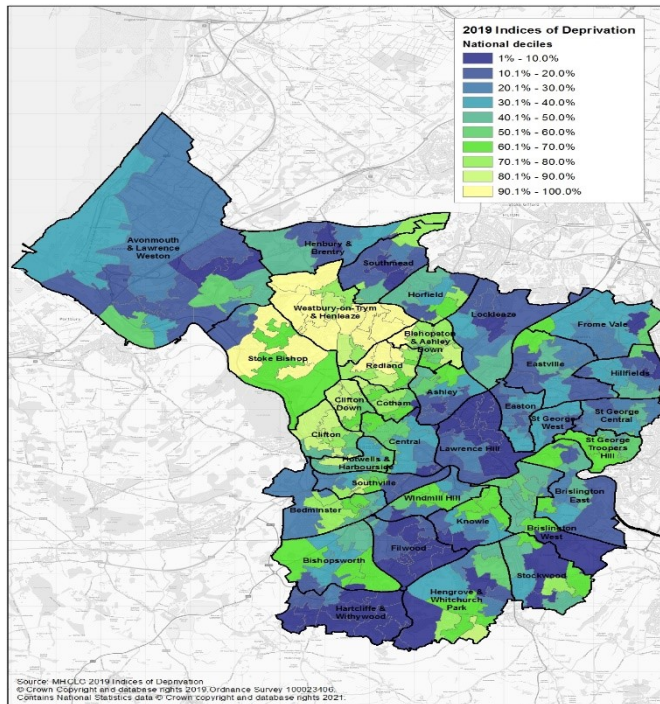 2019 Indices of Deprivation
National deciles
1% - 10.0%
10.1% - 20.0%
20.1% - 30.0%
30.1% - 40.0%
40.1% - 50.0%
50.1% - 60.0%
60.1% - 70.0%
70.1% - 80.0%
80.1% - 90.0%
90.1% - 100.0%
Avonmouth
& Lawrence
Weston
Henbury &
Brentry
Southmead
Horfield
Lockleaze
Frome Vale
Westbury-on-Trym
& Henleaze
Bishopston
& Ashley
Down
Stoke Bishop
Redland
Eastville
Hillfields
Clifton
Down
Cotham
Ashley
Easton
St George
West
St George
Central
Clifton
Central
Lawrence Hill
St George
Troopers
Hill
Hotwells &
Harbourside
Southville
Bedminster
Windmill Hill
Knowle
Brislington
East
Brislington
West
Filwood
Bishopsworth
Stockwood
Hengrove &
Whitchurch
Park
Hartcliffe &
Withywood
Source: MHCLG 2019 Indices of Deprivation
© Crown Copyright and database rights 2019.Ordnance Survey 100023406.
Contains National Statistics data © Crown copyright and database rights 2021.